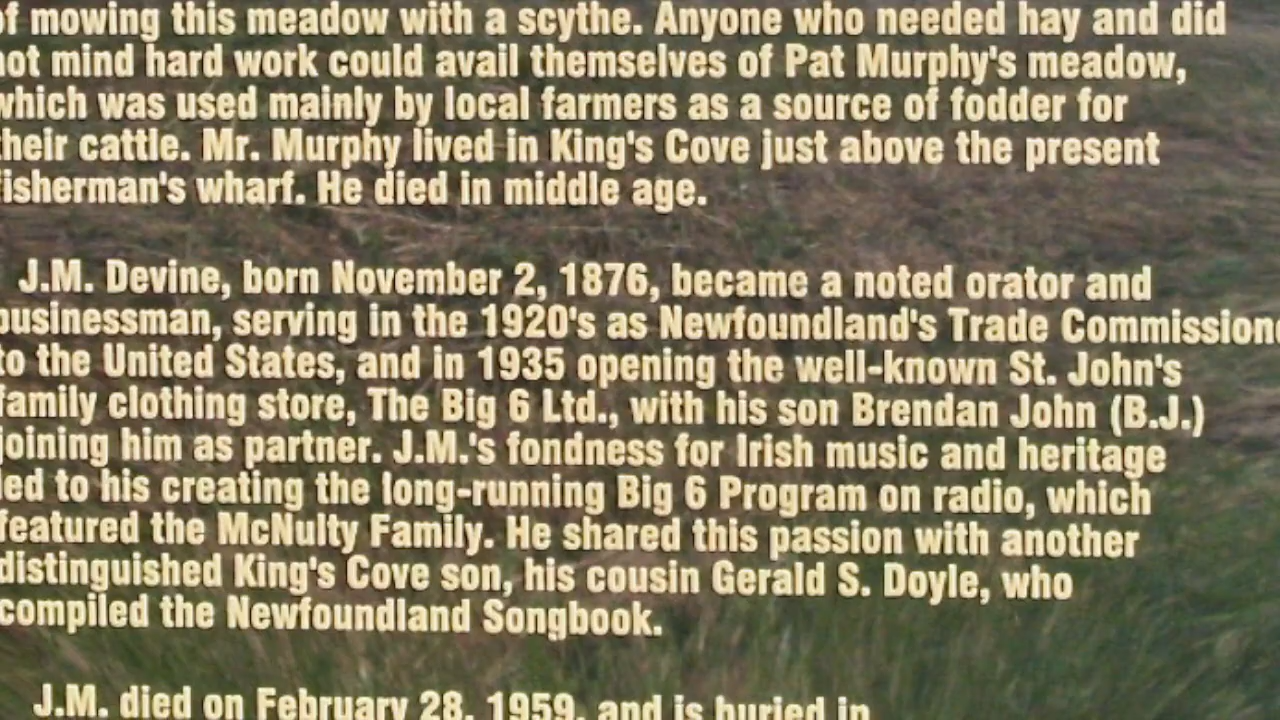 of mowing this meadow with a scythe. Anyone who needed hay and did
not mind hard work could avail themselves of Pat Murphy's meadow,
which was used mainly by local farmers as a source of fodder for
their cattle. Mr. Murphy lived in King's Cove just above the present
fisherman's wharf. He died in middle age.
J.M. Devine, born November 2, 1876, became a noted orator and
businessman, serving in the 1920's as Newfoundland's Trade Commission
to the United States, and in 1935 opening the well-known St. John's
family clothing store, The Big 6 Ltd., with his son Brendan John (B.J.)
joining him as partner. J.M.'s fondness for Irish music and heritage
led to his creating the long-running Big 6 Program on radio, which
featured the McNulty Family. He shared this passion with another
distinguished King's Cove son, his cousin Gerald S. Doyle, who
compiled the Newfoundland Songbook.
J.M. died on February 28, 1959, and is buried in